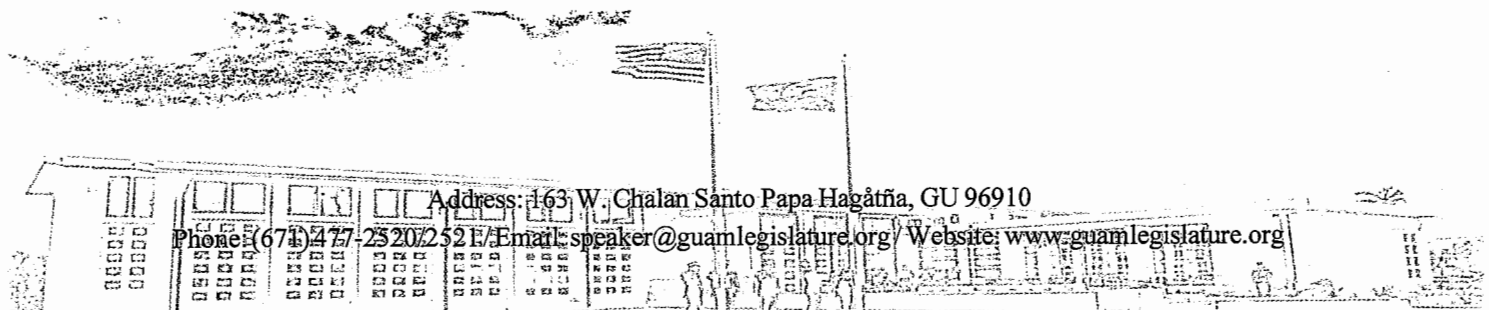 Address: 163 W. Chalan Santo Papa Hagåtña, GU 96910
Phone: (671) 477-2520/2521 / Email: speaker@guamlegislature.org/ Website: www.guamlegislature.org